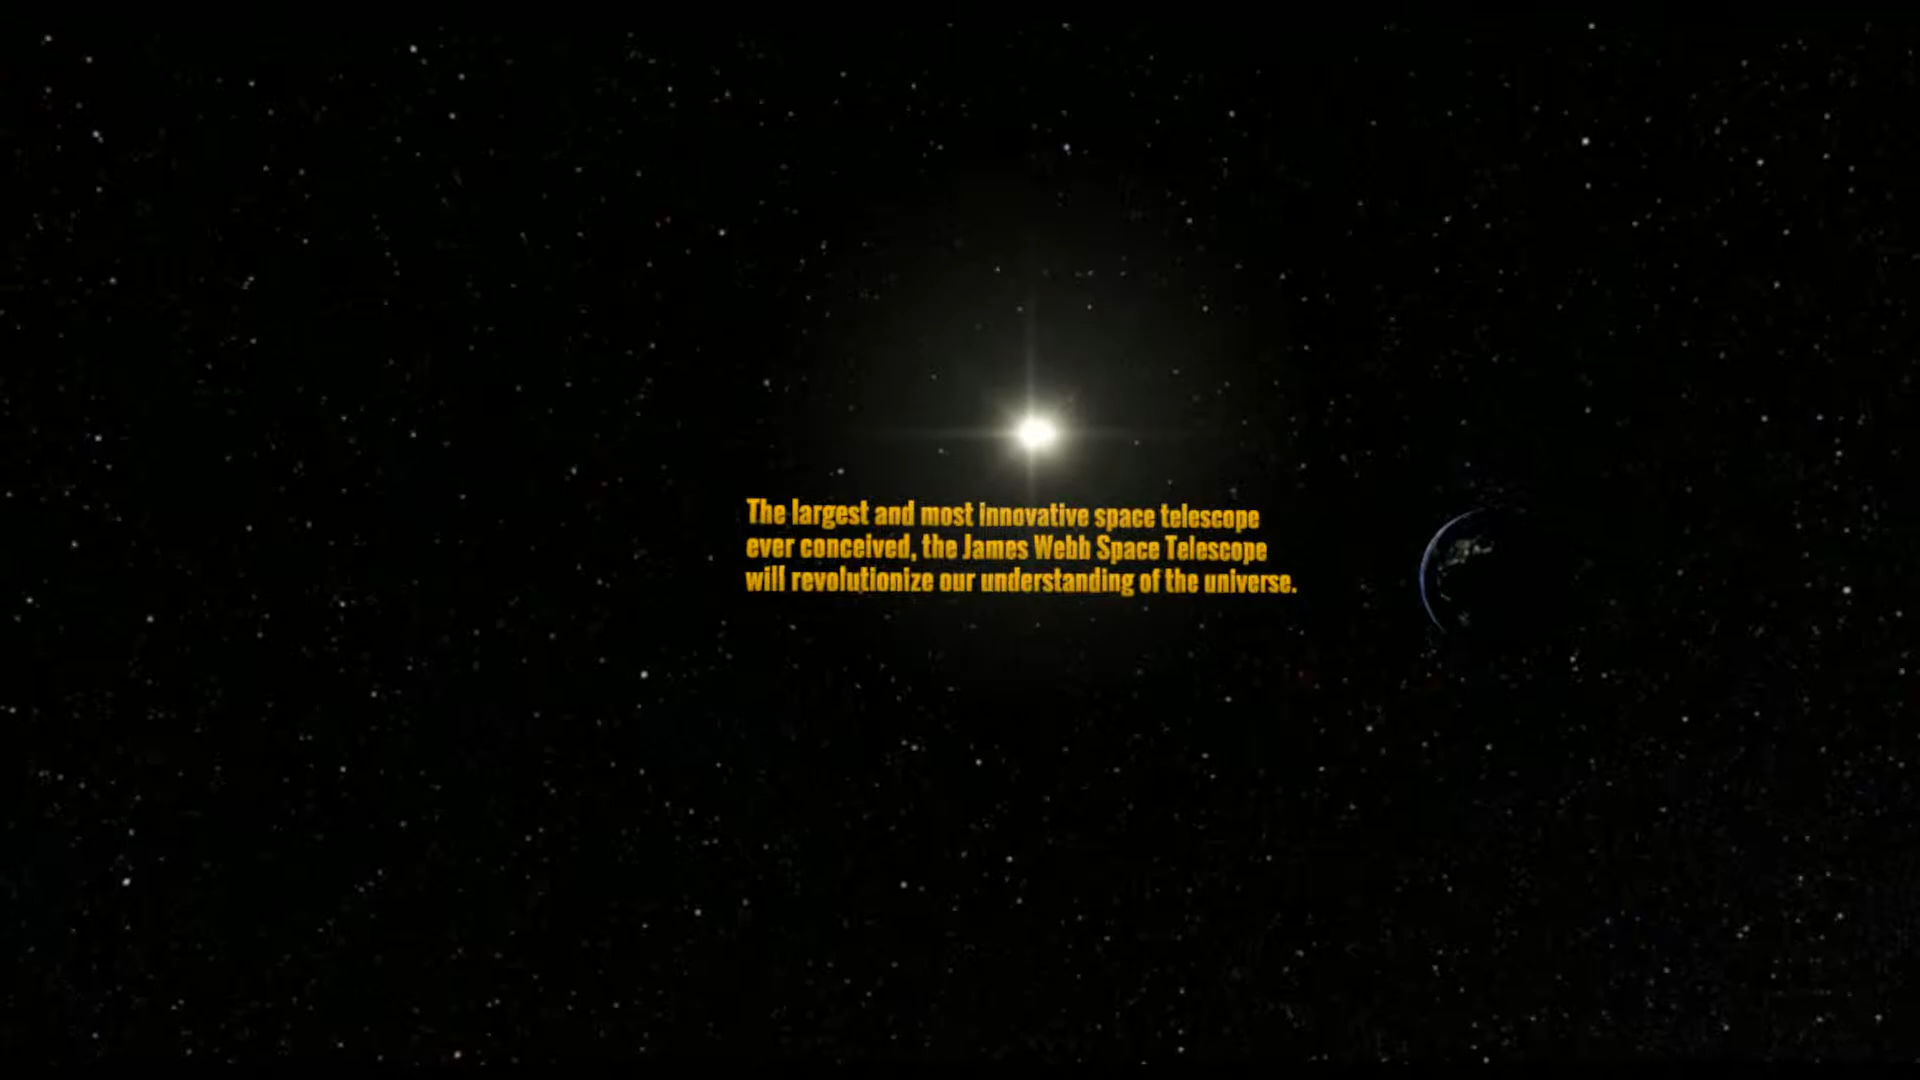 The largest and most innovative space telescope
ever conceived, the James Webb Space Telescope
will revolutionize our understanding of the universe.